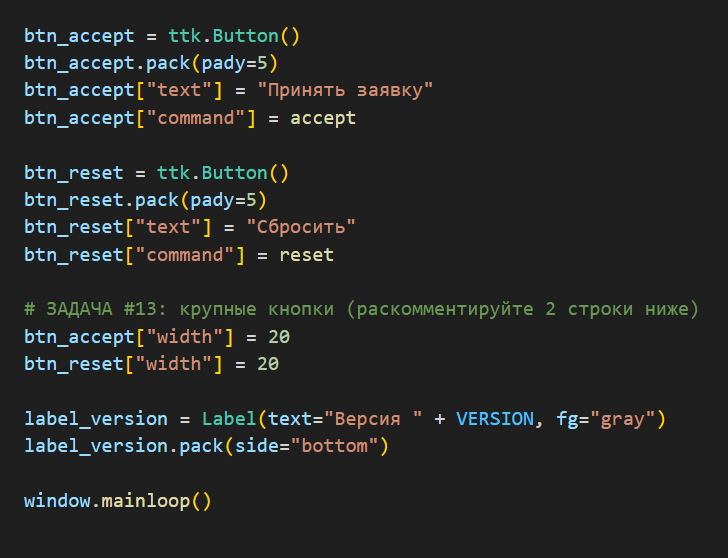 btn_accept = ttk.Button()
btn_accept.pack(pady=5)
btn_accept["text"] = "Принять заявку"
btn_accept["command"] = accept
btn_reset = ttk.Button()
btn_reset.pack(pady=5)
btn_reset["text"] = "Сбросить"
btn_reset["command"] = reset
# ЗАДАЧА #13: крупные кнопки (раскомментируйте 2 строки ниже)
btn_accept["width"] = 20
btn_reset["width"] = 20
label_version = Label(text="Версия " + VERSION, fg="gray")
label_version.pack(side="bottom")
window.mainloop()